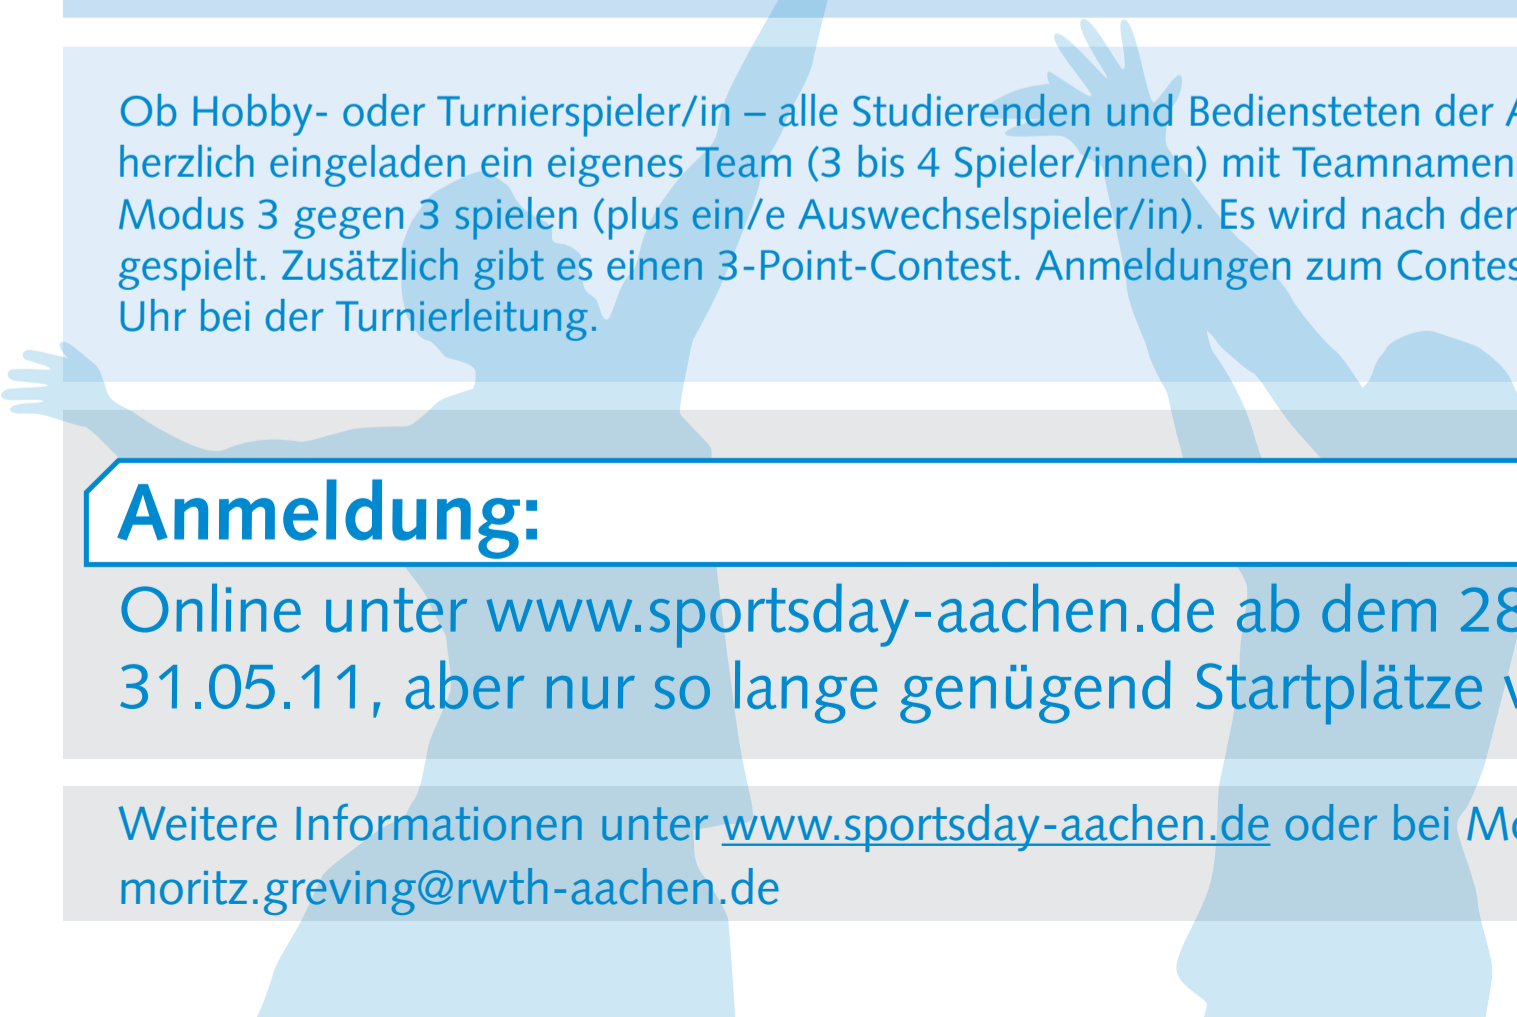 Ob Hobby- oder Turnierspieler/in – alle Studierenden und Bediensteten der
herzlich eingeladen ein eigenes Team (3 bis 4 Spieler/innen) mit Teamnamen
Modus 3 gegen 3 spielen (plus ein/e Auswechselspieler/in). Es wird nach
gespielt. Zusätzlich gibt es einen 3-Point-Contest. Anmeldungen zum
Uhr bei der Turnierleitung.
Anmeldung:
Online unter www.sportsday-aachen.de ab dem 28
31.05.11, aber nur so lange genügend Startplätze
Weitere Informationen unter www.sportsday-aachen.de oder bei
moritz.greving@rwth-aachen.de